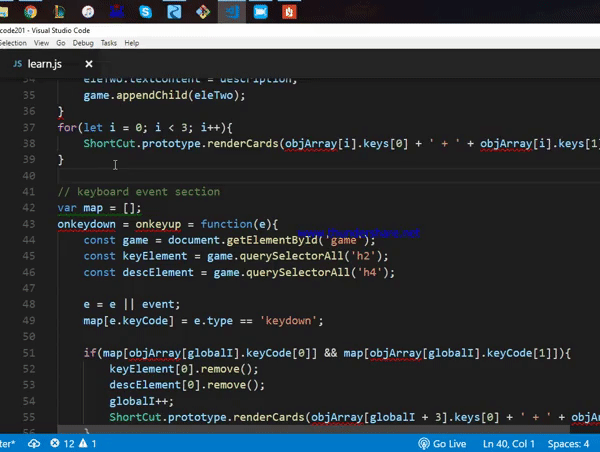 code201 - Visual Studio Code
Selection View Go Debug Tasks Help
JS learn.js ×
34 eleTwo.textContent = description;
35 game.appendChild(eleTwo);
36 }
37 for(let i = 0; i < 3; i++){
38 ShortCut.prototype.renderCards(objArray[i].keys[0] + ' + ' + objArray[i].keys[1]
39 }
40
41 // keyboard event section
42 var map = [];
43 onkeydown = onkeyup = function(e){
www.thundershare.net
44 const game = document.getElementById('game');
45 const keyElement = game.querySelectorAll('h2');
46 const descElement = game.querySelectorAll('h4');
47
48 e = e || event;
49 map[e.keyCode] = e.type == 'keydown';
50
51 if(map[objArray[globalI].keyCode[0]] && map[objArray[globalI].keyCode[1]]){
52 keyElement[0].remove();
53 descElement[0].remove();
54 globalI++;
55 ShortCut.prototype.renderCards(objArray[globalI + 3].keys[0] + ' + ' + objA
56 }
ter* 12 1 Go Live Ln 40, Col 1 Spaces: 4